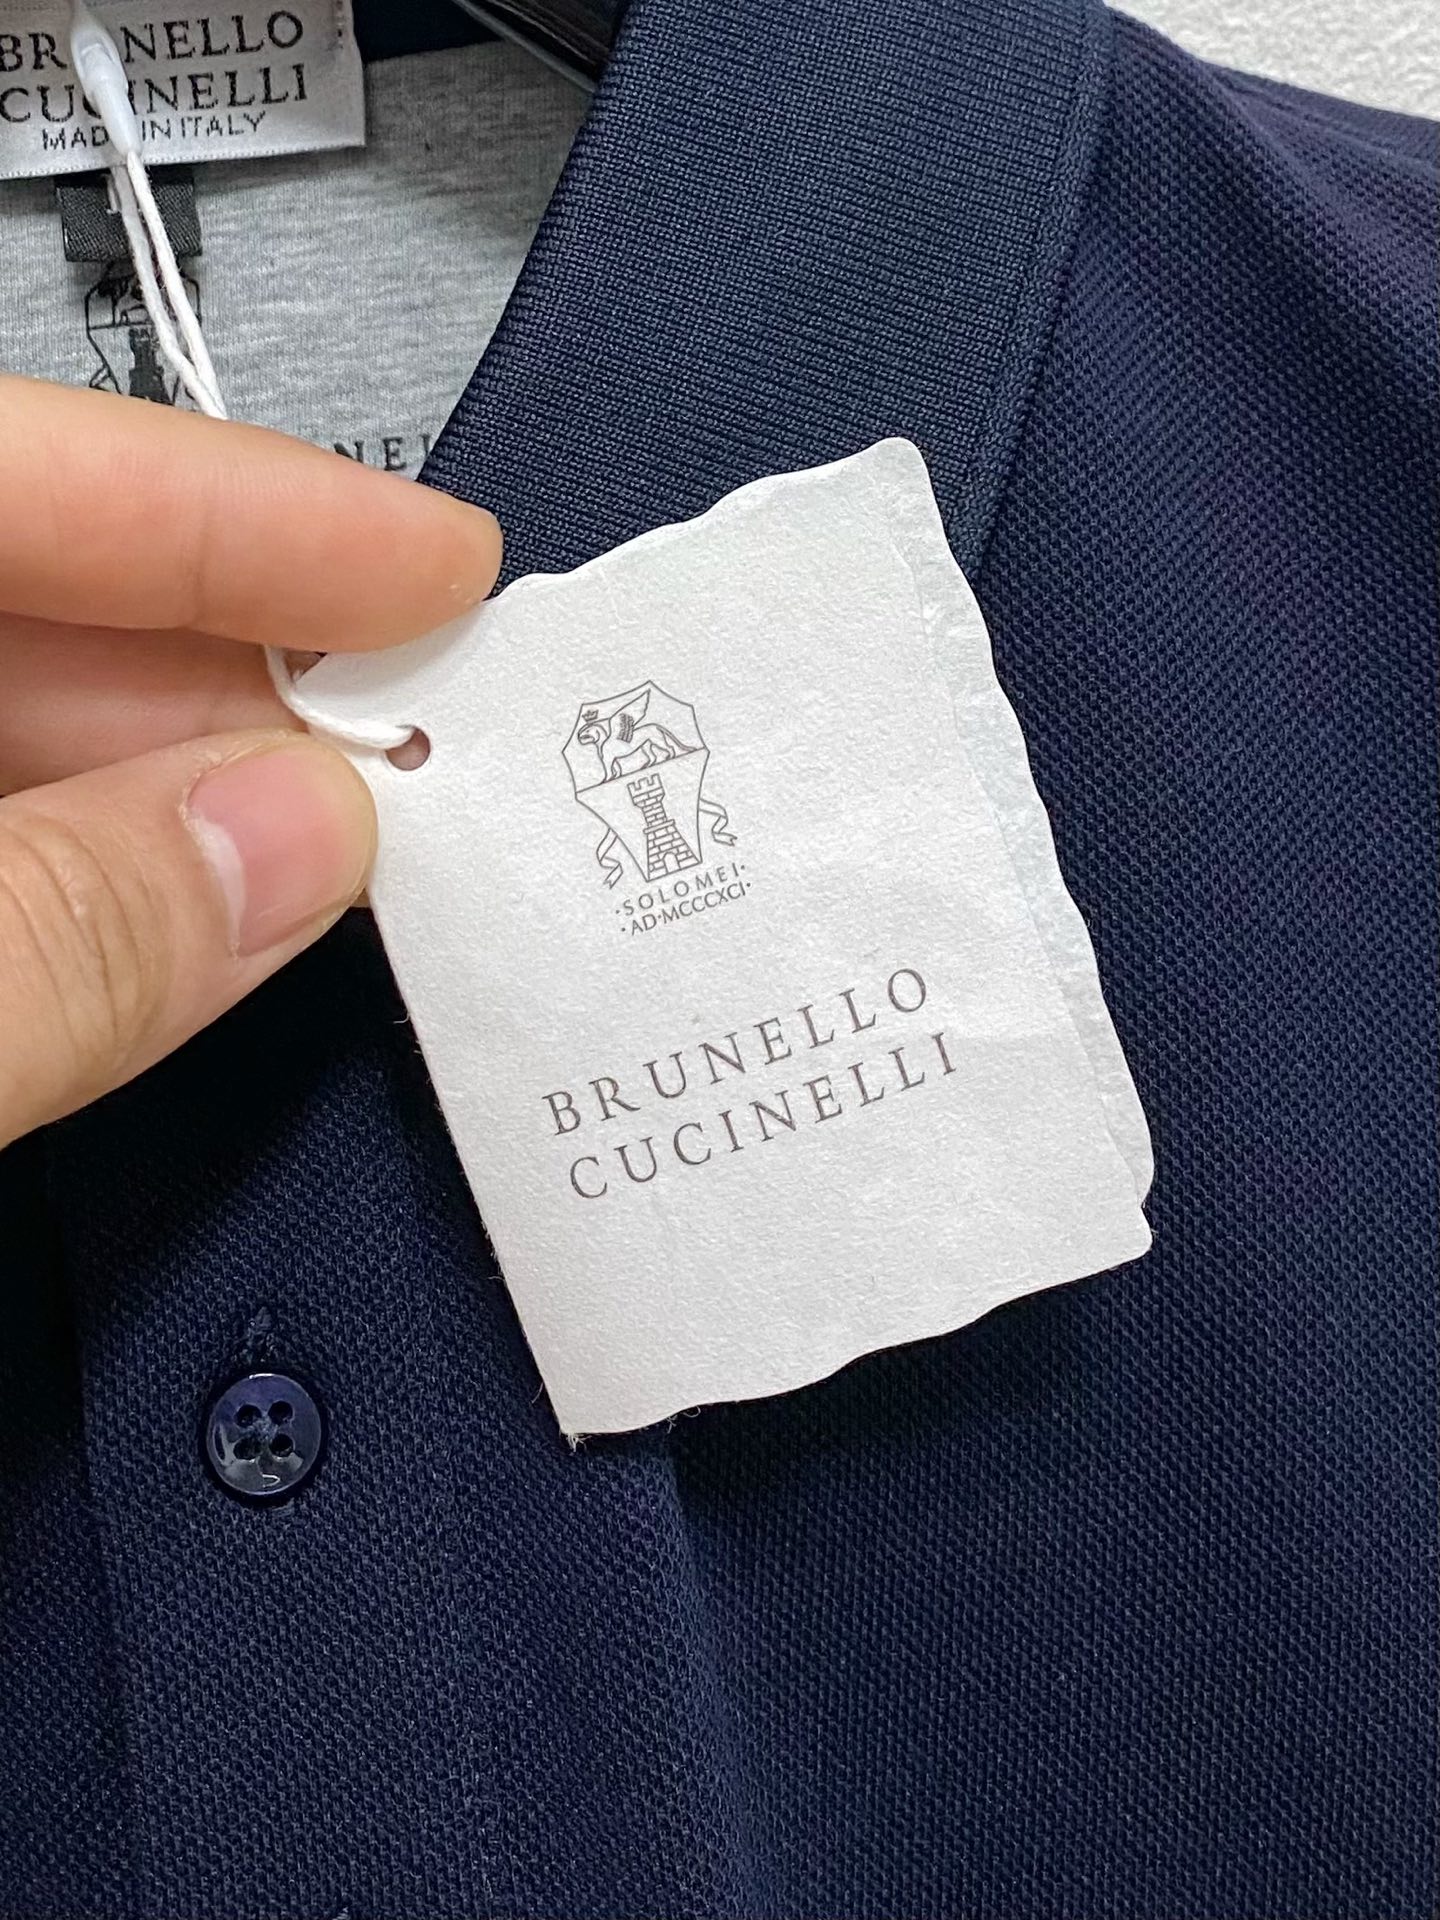 BRUNELLO
CUCINELLI
MADE IN ITALY
·SOLOMEI·
·AD·MCCCXCI·
BRUNELLO
CUCINELLI